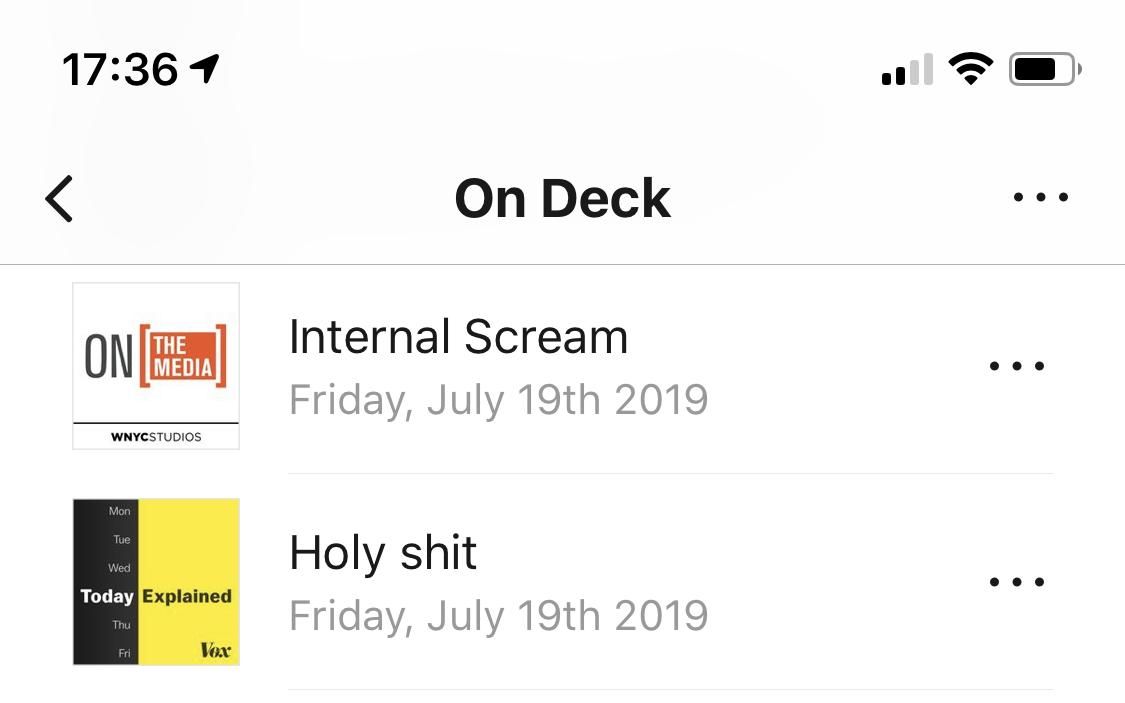 17:36
On Deck
ON THE MEDIA
WNYCSTUDIOS
Internal Scream
Friday, July 19th 2019
Mon
Tue
Wed
Today Explained
Thu
Fri
Vox
Holy shit
Friday, July 19th 2019